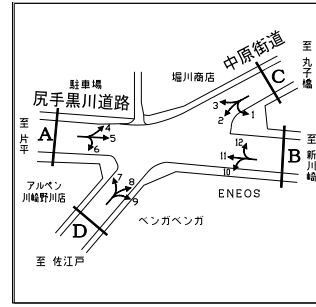 中原街道
至
丸子橋
駐車場
堀川商店
尻手黒川道路
C
3
2
1
至
片平
A
4
5
6
12
11
10
B
至
新川崎
アルペン
川崎野川店
7
8
9
ENEOS
D
ベンガベンガ
至 佐江戸